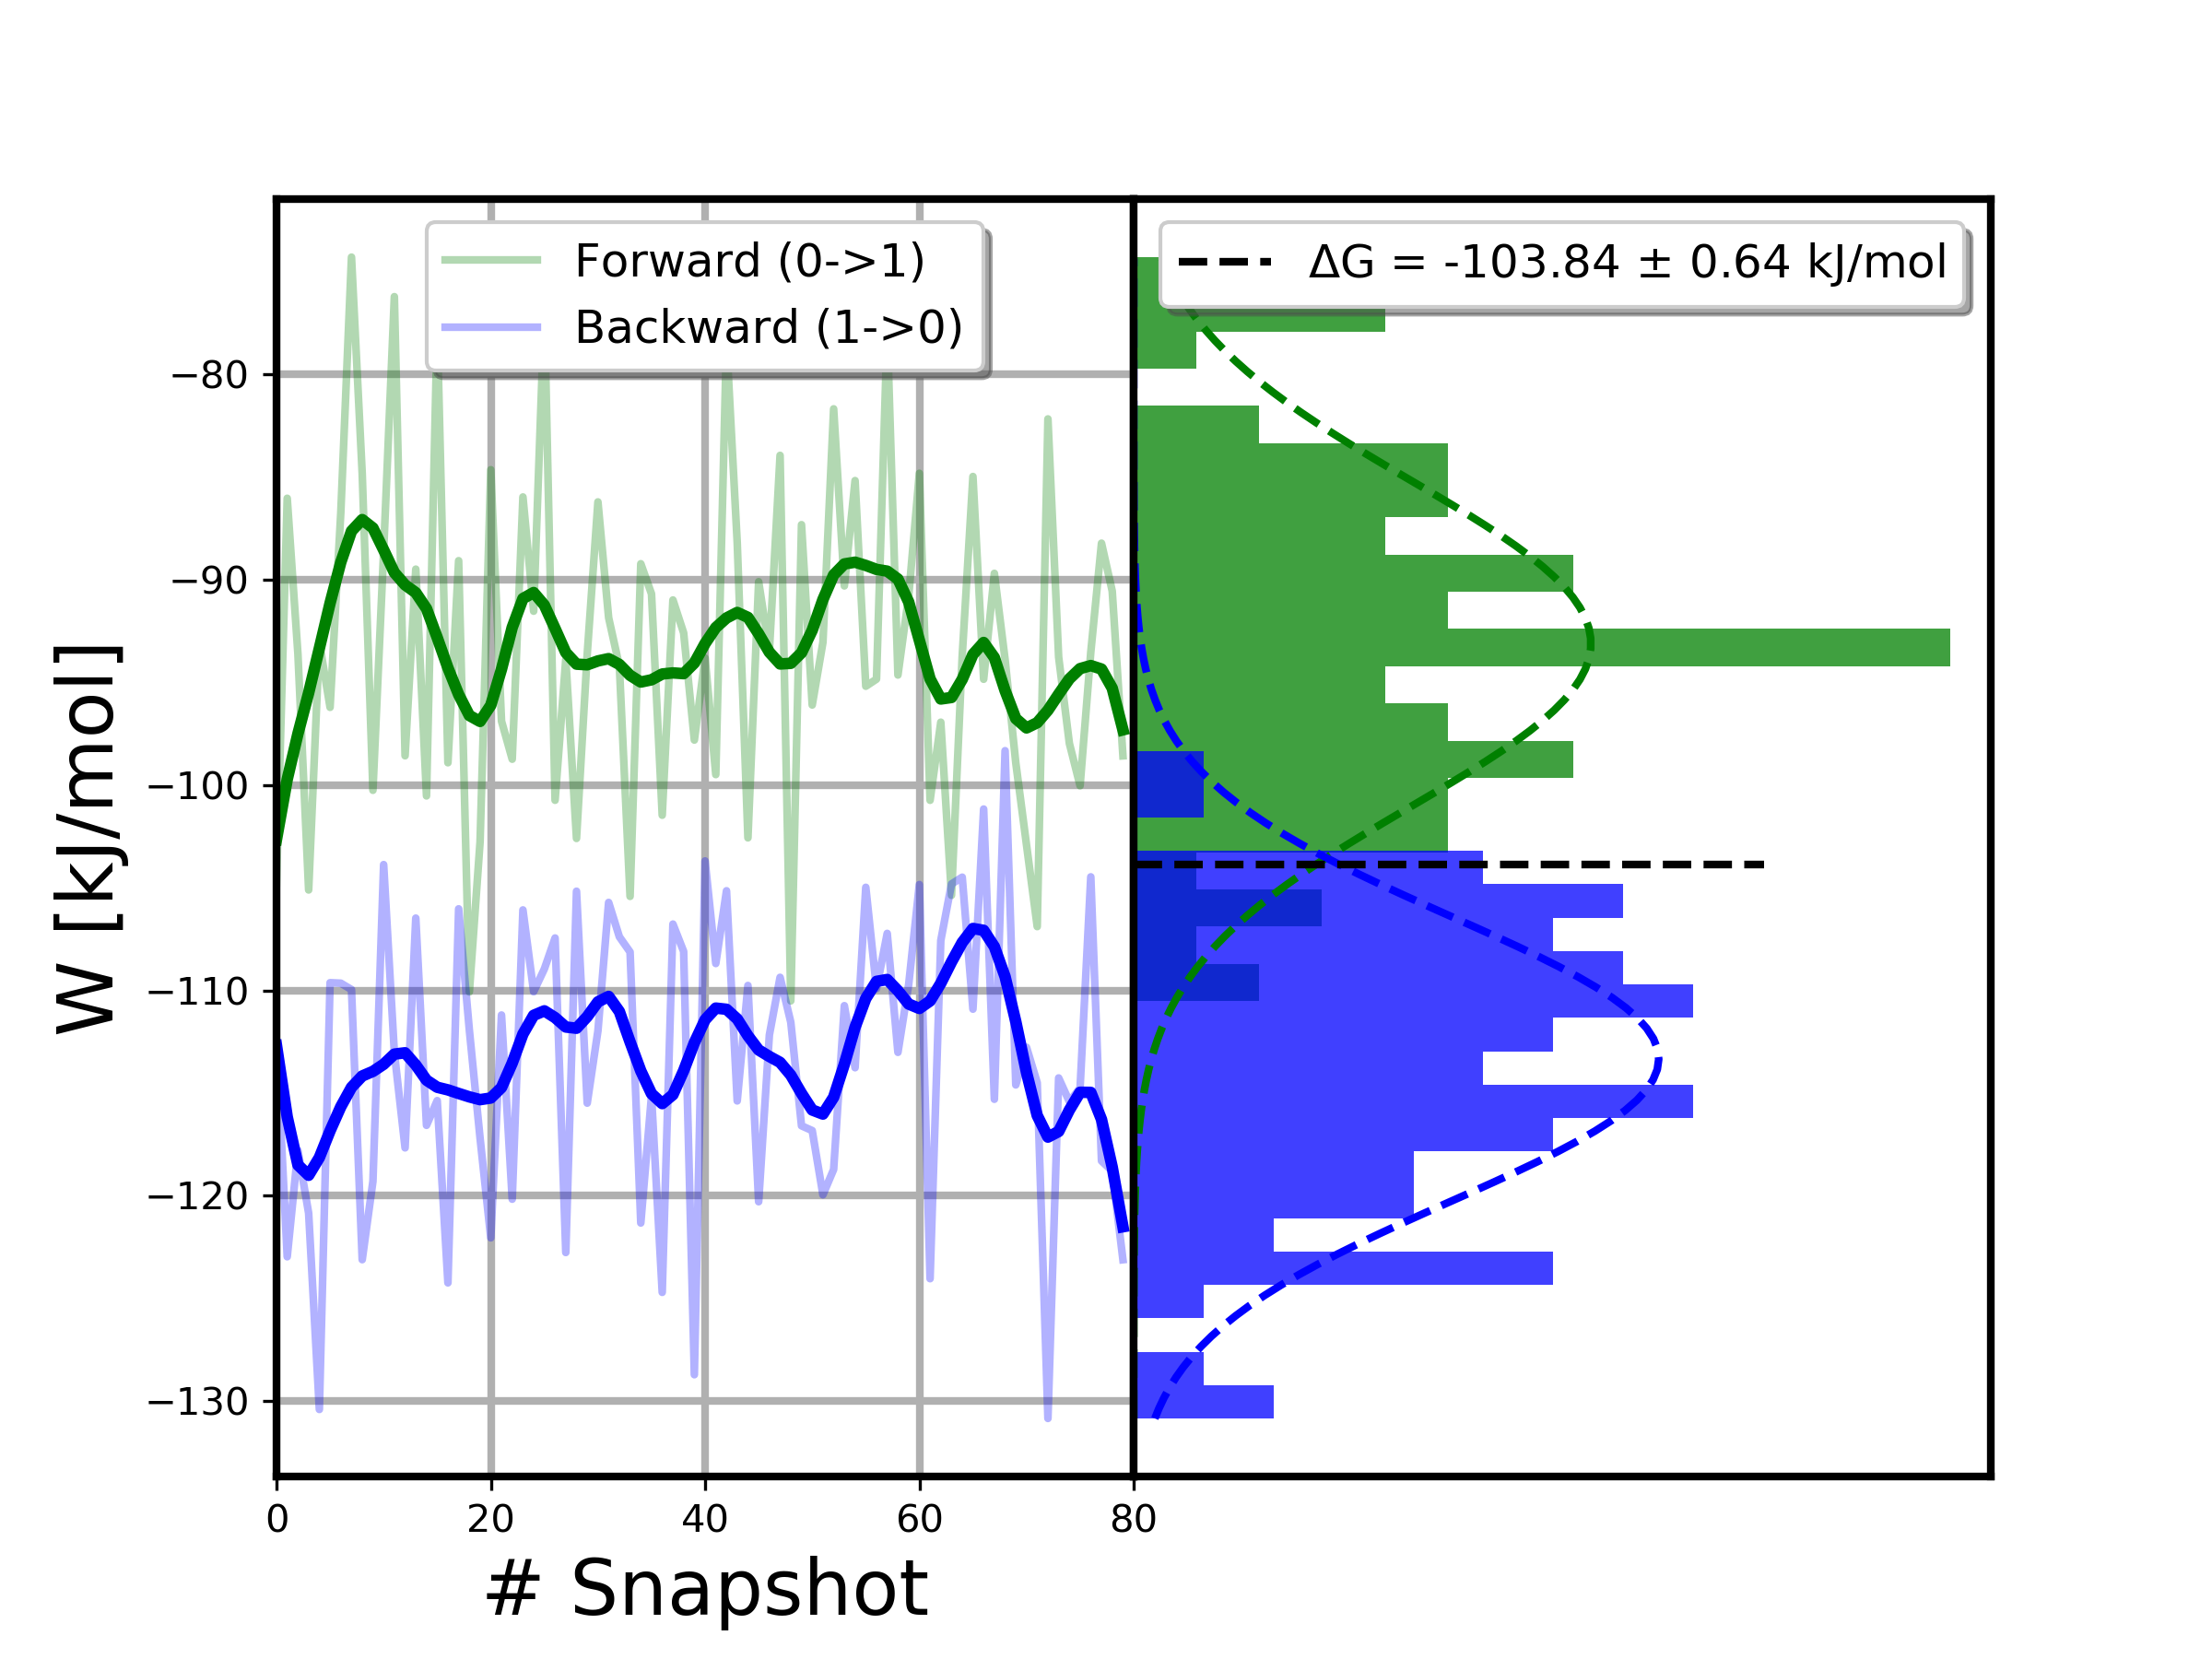 Forward (0->1)
Backward (1->0)
ΔG = -103.84 ± 0.64 kJ/mol
−80
−90
−100
−110
−120
−130
W [kJ/mol]
0 20 40 60 80
# Snapshot